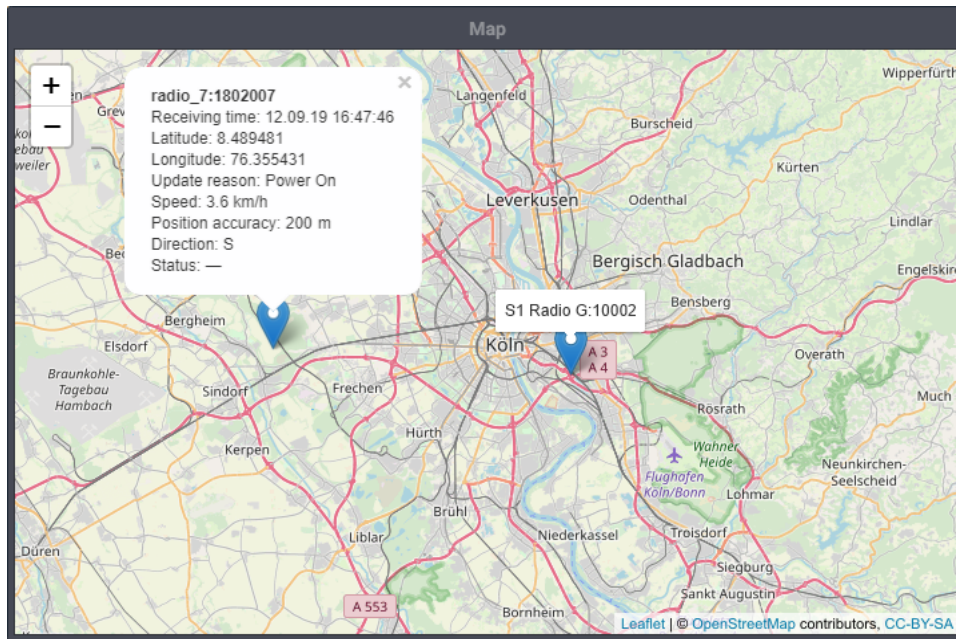 Map
+
−
radio_7:1802007
×
Receiving time: 12.09.19 16:47:46
Latitude: 8.489481
Longitude: 76.355431
Update reason: Power On
Speed: 3.6 km/h
Position accuracy: 200 m
Direction: S
Status: —
Langenfeld
Burscheid
Kürten
Leverkusen
Odenthal
Lindlar
Bergisch Gladbach
Bensberg
S1 Radio G:10002
Bergheim
Elsdorf
Köln
A 3
A 4
Overath
Braunkohle-
Tagebau
Hambach
Sindorf
Frechen
Rösrath
Much
Hürth
Wahner
Heide
Kerpen
Flughafen
Köln/Bonn
Neunkirchen-
Seelscheid
Lohmar
Brühl
Niederkassel
Troisdorf
Liblar
Düren
Siegburg
Sankt Augustin
A 553
Bornheim
Leaflet | © OpenStreetMap contributors, CC-BY-SA